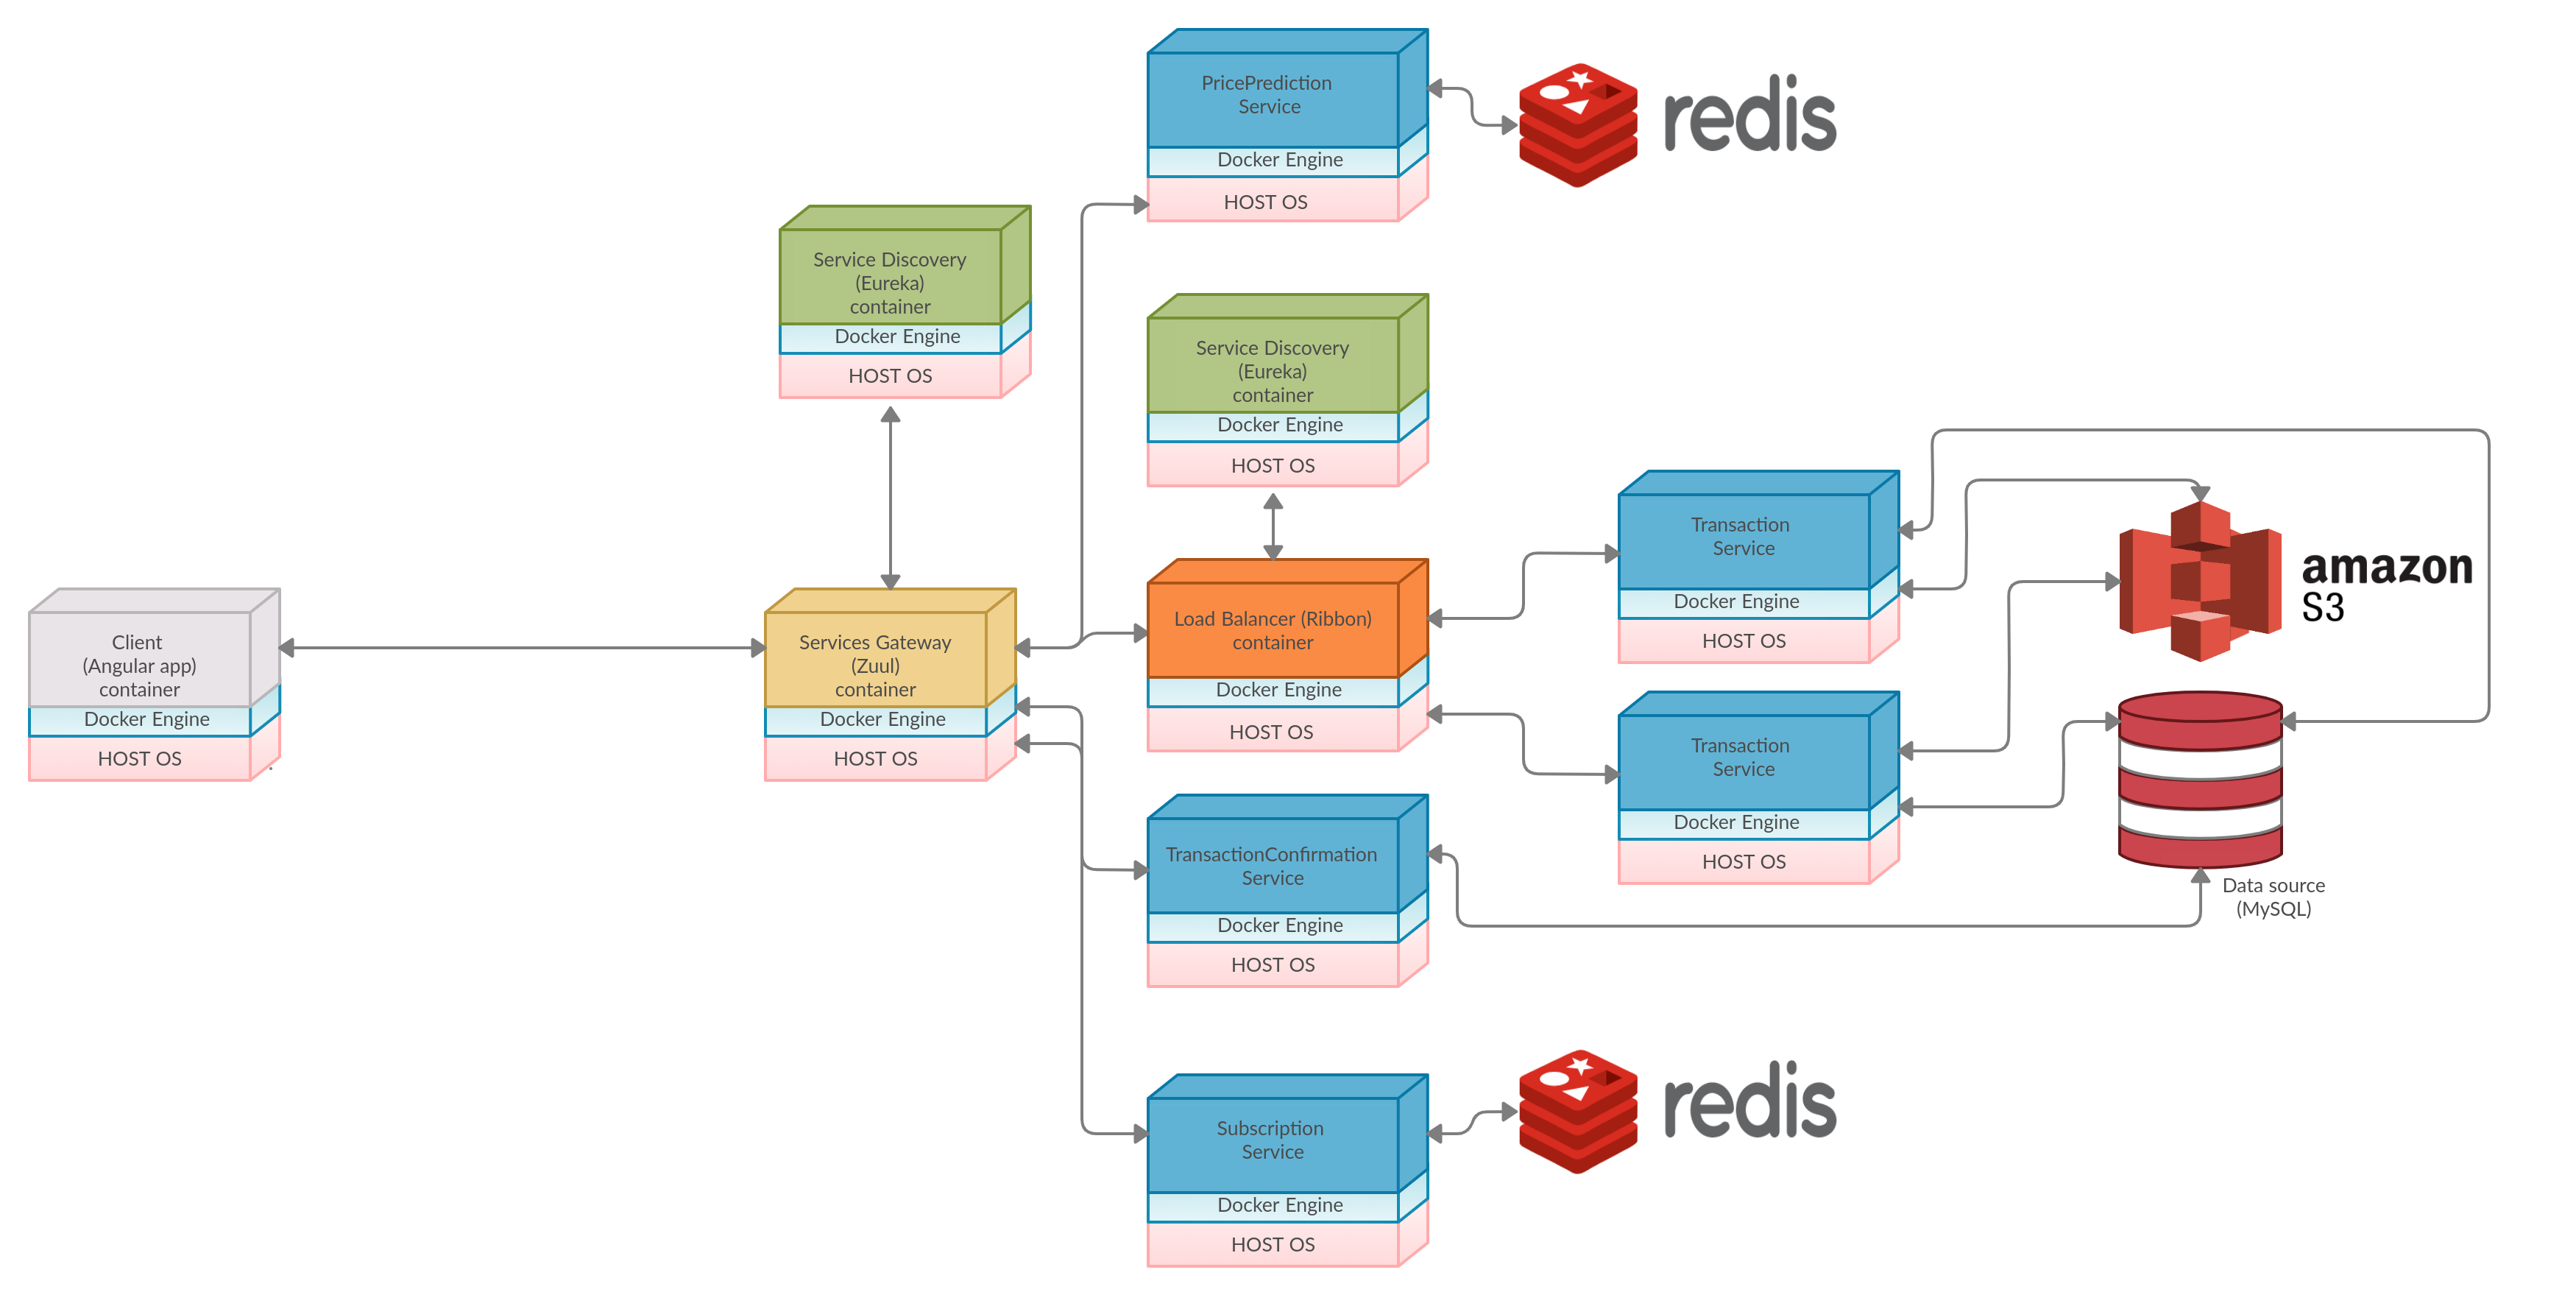 PricePrediction
Service
Docker Engine
HOST OS
redis
Service Discovery
(Eureka)
container
Docker Engine
HOST OS
Service Discovery
(Eureka)
container
Docker Engine
HOST OS
Client
(Angular app)
container
Docker Engine
HOST OS
Services Gateway
(Zuul)
container
Docker Engine
HOST OS
Load Balancer (Ribbon)
container
Docker Engine
HOST OS
Transaction
Service
Docker Engine
HOST OS
amazon
S3
Transaction
Service
Docker Engine
HOST OS
Data source
(MySQL)
TransactionConfirmation
Service
Docker Engine
HOST OS
Subscription
Service
Docker Engine
HOST OS
redis